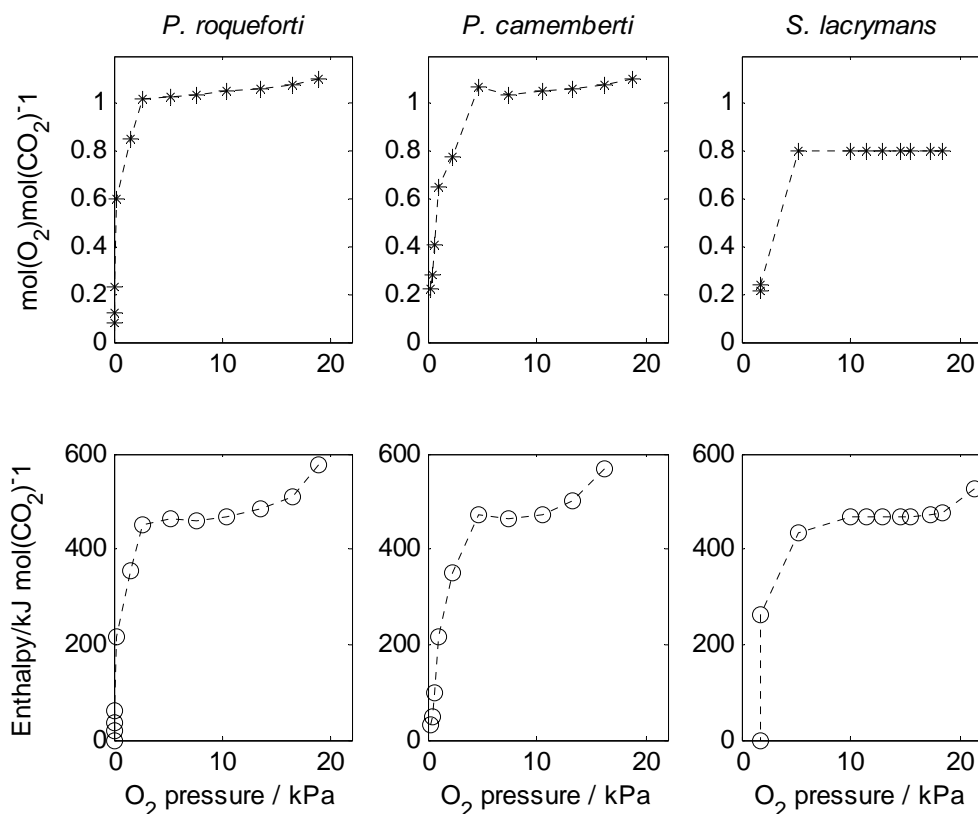 P. roqueforti P. camemberti S. lacrymans
mol(O₂)mol(CO₂)⁻1
1
0.8
0.6
0.4
0.2
0
0 10 20
1
0.8
0.6
0.4
0.2
0
0 10 20
1
0.8
0.6
0.4
0.2
0
0 10 20
Enthalpy/kJ mol(CO₂)⁻1
600
400
200
0
0 10 20
O₂ pressure / kPa
600
400
200
0
0 10 20
O₂ pressure / kPa
600
400
200
0
0 10 20
O₂ pressure / kPa